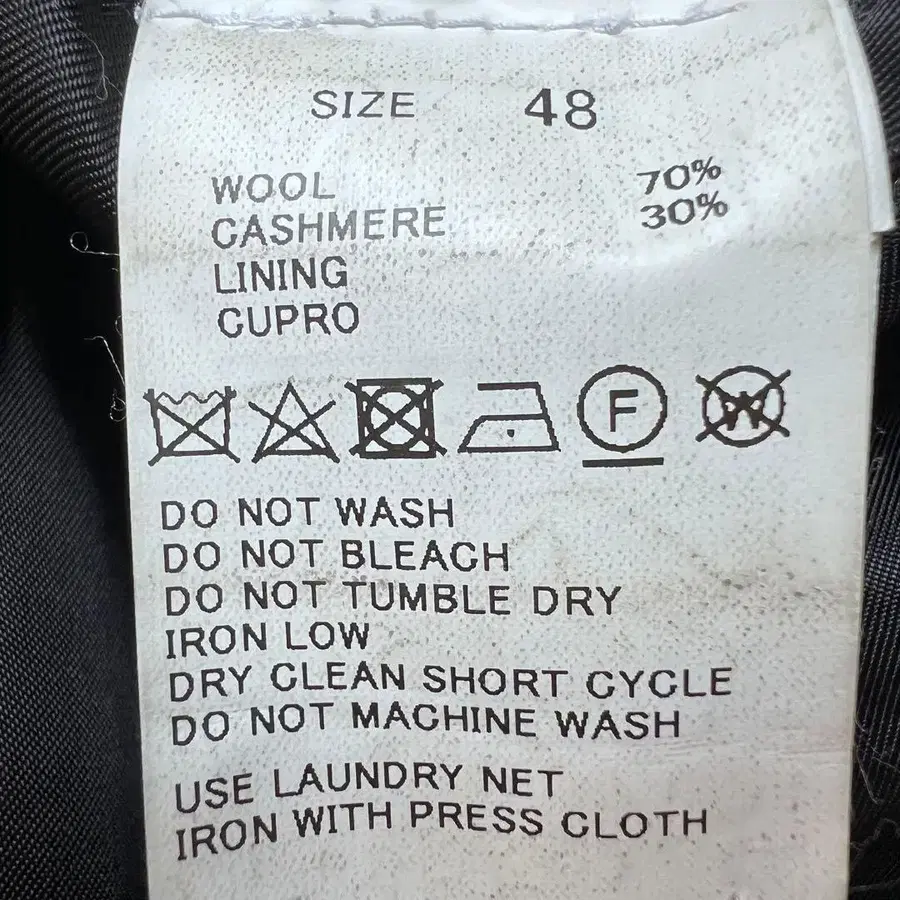 SIZE 48
WOOL 70%
CASHMERE 30%
LINING
CUPRO
F W
DO NOT WASH
DO NOT BLEACH
DO NOT TUMBLE DRY
IRON LOW
DRY CLEAN SHORT CYCLE
DO NOT MACHINE WASH
USE LAUNDRY NET
IRON WITH PRESS CLOTH